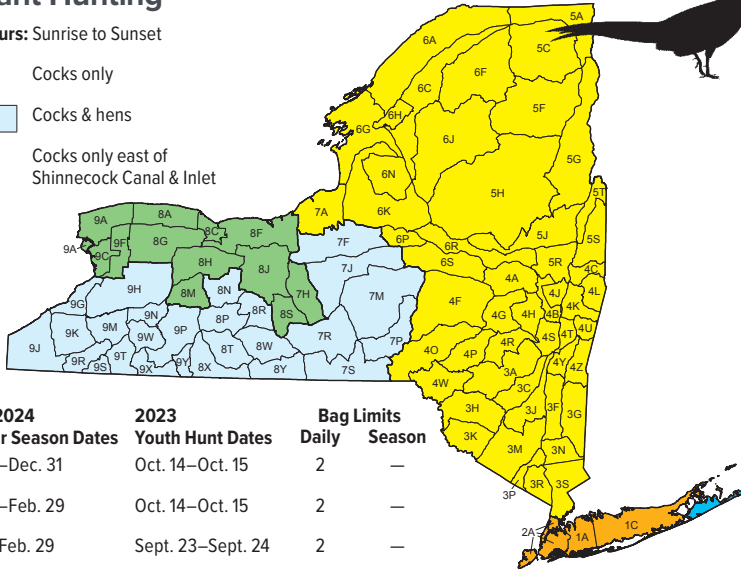 unt Hunting
urs: Sunrise to Sunset
Cocks only
Cocks & hens
Cocks only east of
Shinnecock Canal & Inlet
5A
6A
5C
6F
6C
5F
6H
6G
6J
5G
6N
5H
5T
7A
6K
9A
8A
8C
8F
9F
8G
9A
9C
7F
6P
6R
5J
5S
6S
5R
4C
8H
8J
7J
4A
9H
8M
8N
7H
7M
4F
4J
4L
4K
9G
9N
8P
8R
8S
4G
4H
4B
9K
9M
9W
9P
7R
7P
4R
4S
4T
4U
9J
9T
8T
8W
4O
4P
4Y
4Z
9R
9S
9X
9Y
8X
8Y
7S
4W
3A
3C
3H
3J
3F
3G
3K
3M
3N
3P
3R
3S
2A
1A
1C
2024 2023 Bag Limits
r Season Dates Youth Hunt Dates Daily Season
–Dec. 31 Oct. 14–Oct. 15 2 —
–Feb. 29 Oct. 14–Oct. 15 2 —
Feb. 29 Sept. 23–Sept. 24 2 —